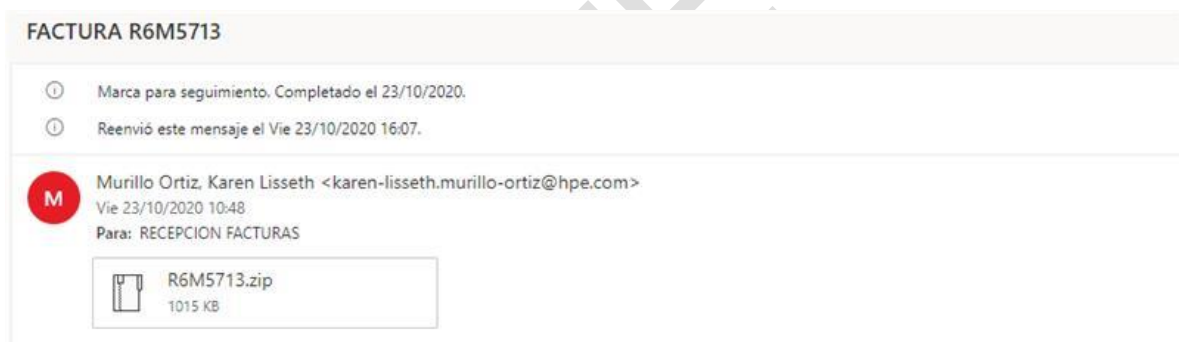 FACTURA R6M5713
Marca para seguimiento. Completado el 23/10/2020.
Reenvió este mensaje el Vie 23/10/2020 16:07.
M
Murillo Ortiz, Karen Lisseth <karen-lisseth.murillo-ortiz@hpe.com>
Vie 23/10/2020 10:48
Para: RECEPCION FACTURAS
R6M5713.zip
1015 KB